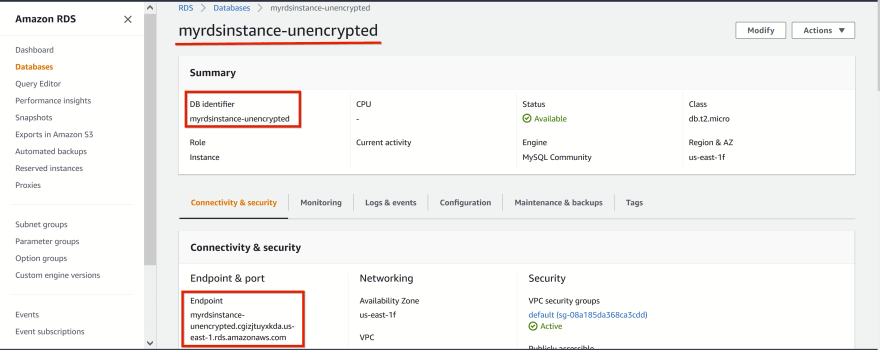 Amazon RDS
Dashboard
Databases
Query Editor
Performance insights
Snapshots
Exports in Amazon S3
Automated backups
Reserved instances
Proxies
Subnet groups
Parameter groups
Option groups
Custom engine versions
Events
Event subscriptions
RDS > Databases > myrdsinstance-unencrypted
myrdsinstance-unencrypted
Modify
Actions
Summary
DB identifier
myrdsinstance-unencrypted
CPU
-
Status
Available
Class
db.t2.micro
Role
Instance
Current activity
Engine
MySQL Community
Region & AZ
us-east-1f
Connectivity & security
Monitoring
Logs & events
Configuration
Maintenance & backups
Tags
Connectivity & security
Endpoint & port
Endpoint
myrdsinstance-
unencrypted.cgizjtuyxkda.us-
east-1.rds.amazonaws.com
Networking
Availability Zone
us-east-1f
VPC
Security
VPC security groups
default (sg-08a185da368ca3cdd)
Active
Publicly accessible